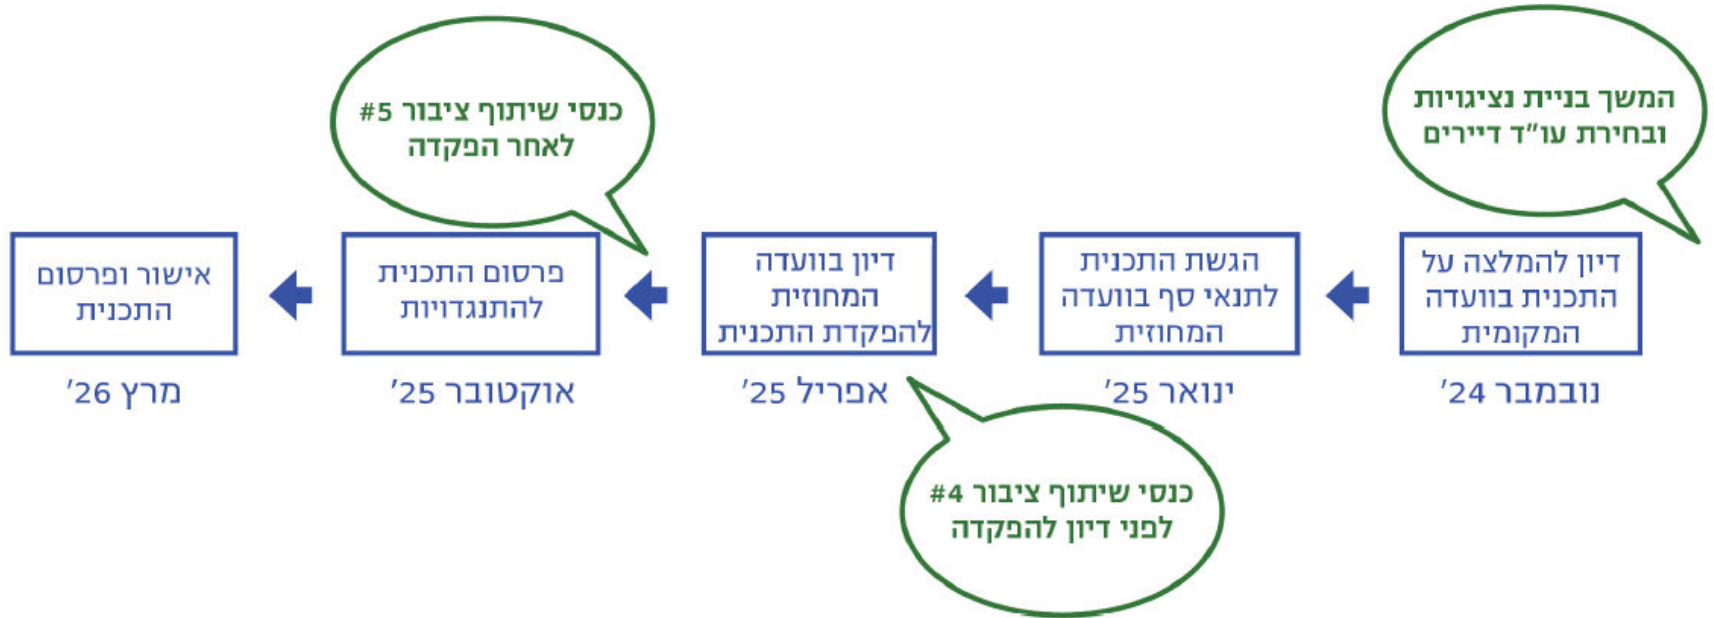 המשך בניית נציגויות
ובחירת עו"ד דיירים
כנסי שיתוף ציבור 5#
לאחר הפקדה
דיון להמלצה על
התכנית בוועדה
המקומית
נובמבר 24'
הגשת התכנית
לתנאי סף בוועדה
המחוזית
ינואר 25'
דיון בוועדה
המחוזית
להפקדת התכנית
אפריל 25'
פרסום התכנית
להתנגדויות
אוקטובר 25'
אישור ופרסום
התכנית
מרץ 26'
כנסי שיתוף ציבור 4#
לפני דיון להפקדה